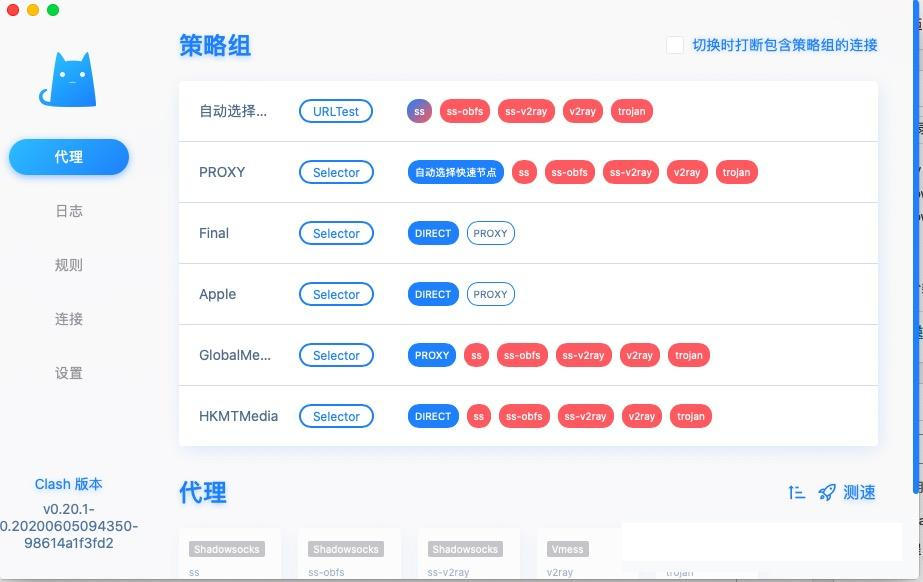 策略组
切换时打断包含策略组的连接
自动选择... URLTest ss ss-obfs ss-v2ray v2ray trojan
代理
PROXY Selector 自动选择快速节点 ss ss-obfs ss-v2ray v2ray trojan
日志
Final Selector DIRECT PROXY
规则
Apple Selector DIRECT PROXY
连接
GlobalMe... Selector PROXY ss ss-obfs ss-v2ray v2ray trojan
设置
HKMTMedia Selector DIRECT ss ss-obfs ss-v2ray v2ray trojan
Clash 版本
v0.20.1-
0.20200605094350-
98614a1f3fd2
代理
测速
Shadowsocks Shadowsocks Shadowsocks Vmess
ss ss-obfs ss-v2ray v2ray trojan